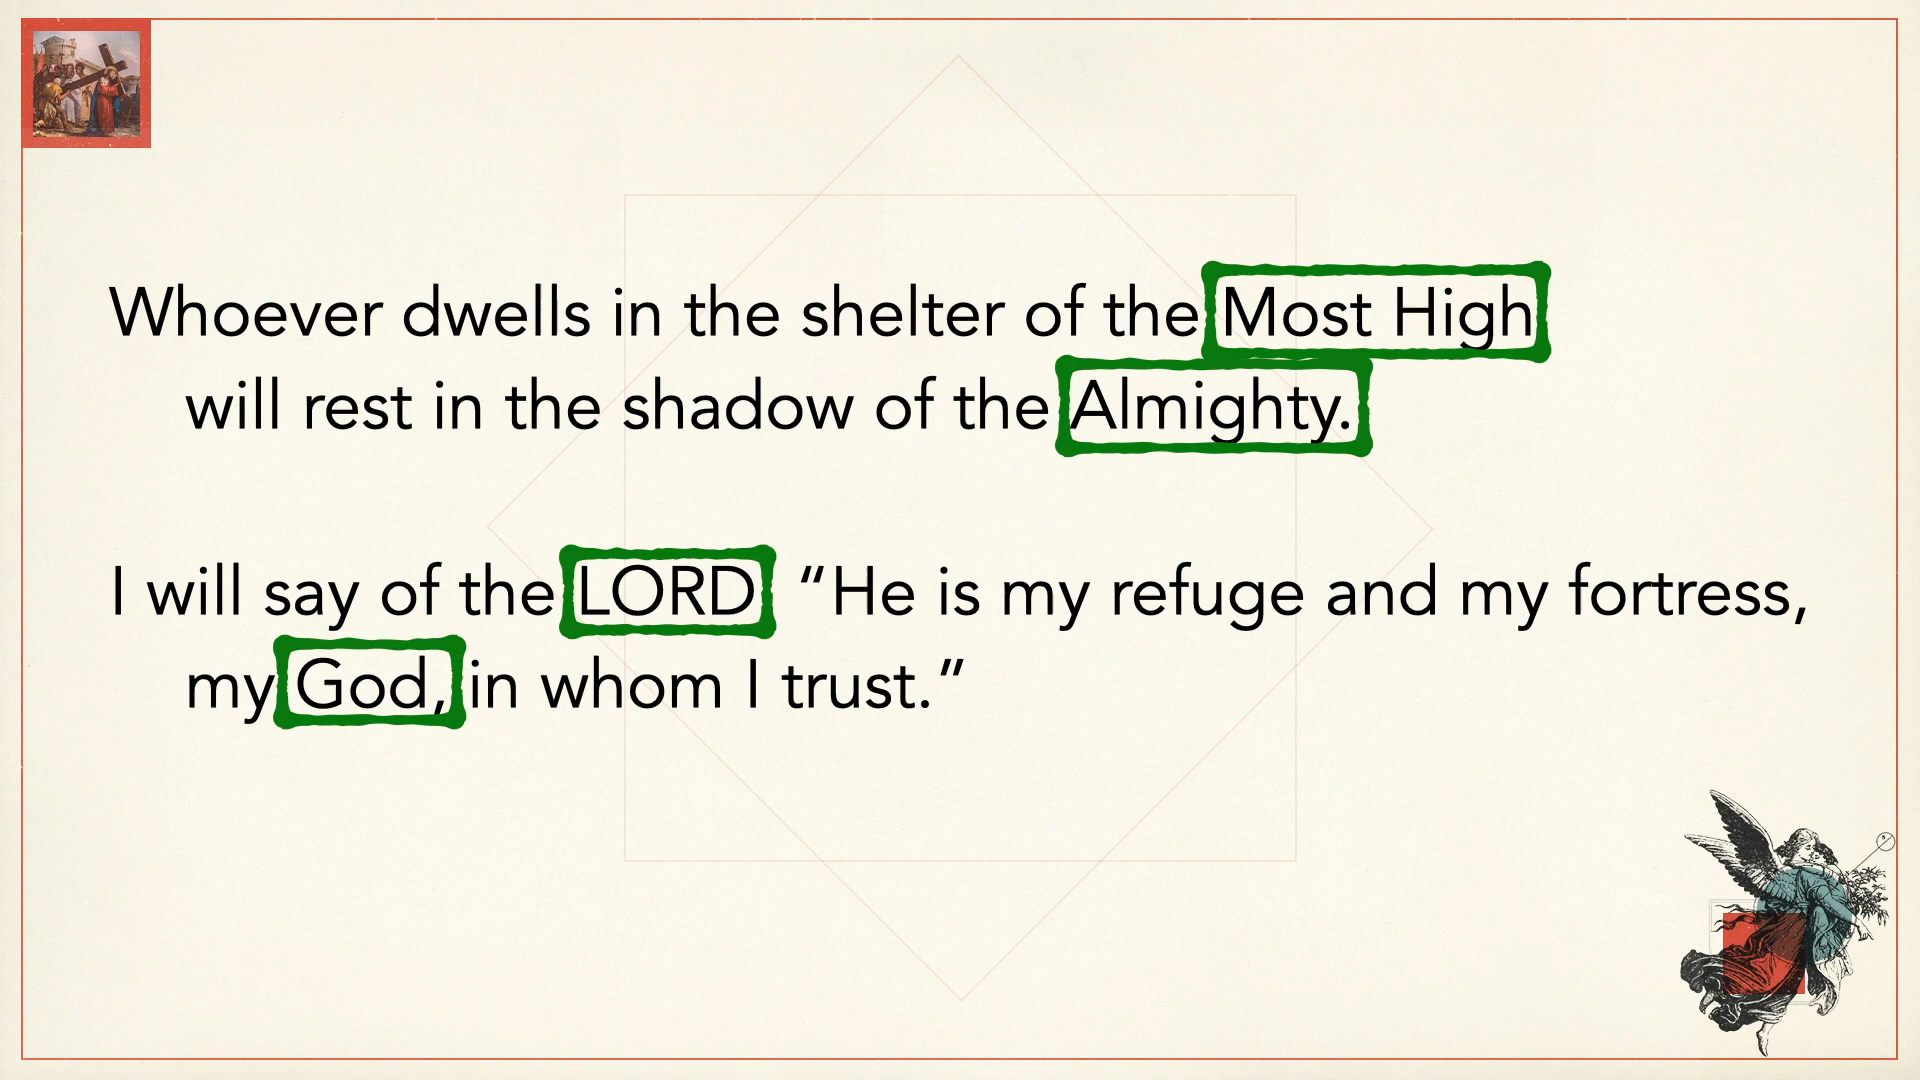 Whoever dwells in the shelter of the Most High
will rest in the shadow of the Almighty.
I will say of the LORD, “He is my refuge and my fortress,
my God, in whom I trust.”